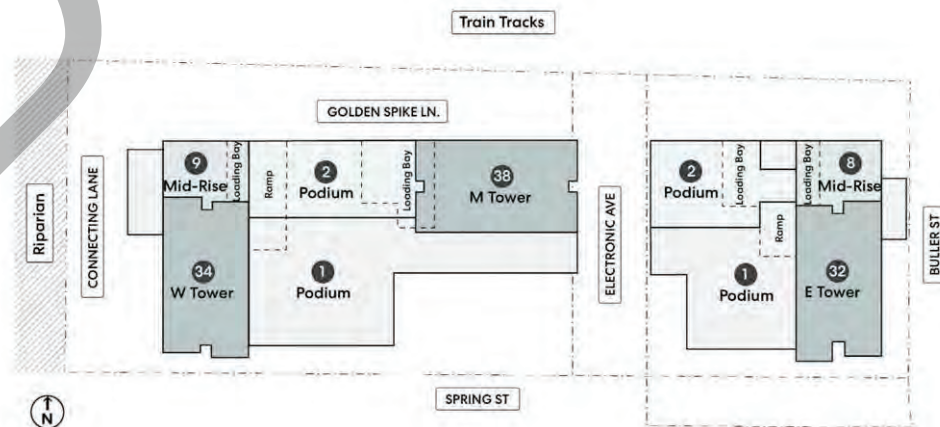 Train Tracks
GOLDEN SPIKE LN.
Riparian
CONNECTING LANE
9
Mid-Rise
Loading Bay
Ramp
2
Podium
Loading Bay
38
M Tower
34
W Tower
1
Podium
ELECTRONIC AVE
2
Podium
Loading Bay
Loading Bay
8
Mid-Rise
Ramp
1
Podium
32
E Tower
BULLER ST
SPRING ST
N